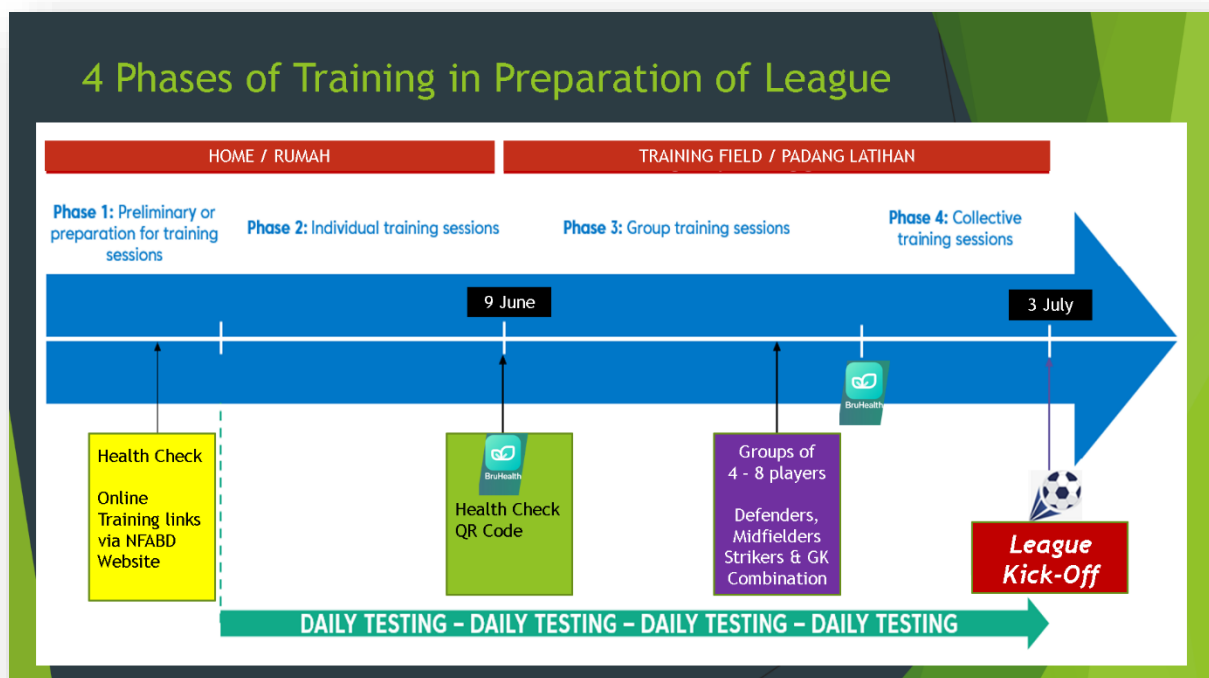 4 Phases of Training in Preparation of League
HOME / RUMAH
TRAINING FIELD / PADANG LATIHAN
Phase 1: Preliminary or
preparation for training
sessions
Phase 2: Individual training sessions
Phase 3: Group training sessions
Phase 4: Collective
training sessions
9 June
3 July
BruHealth
Health Check
Online
Training links
via NFABD
Website
BruHealth
Health Check
QR Code
Groups of
4 - 8 players
Defenders,
Midfielders
Strikers & GK
Combination
League
Kick-Off
DAILY TESTING – DAILY TESTING – DAILY TESTING – DAILY TESTING